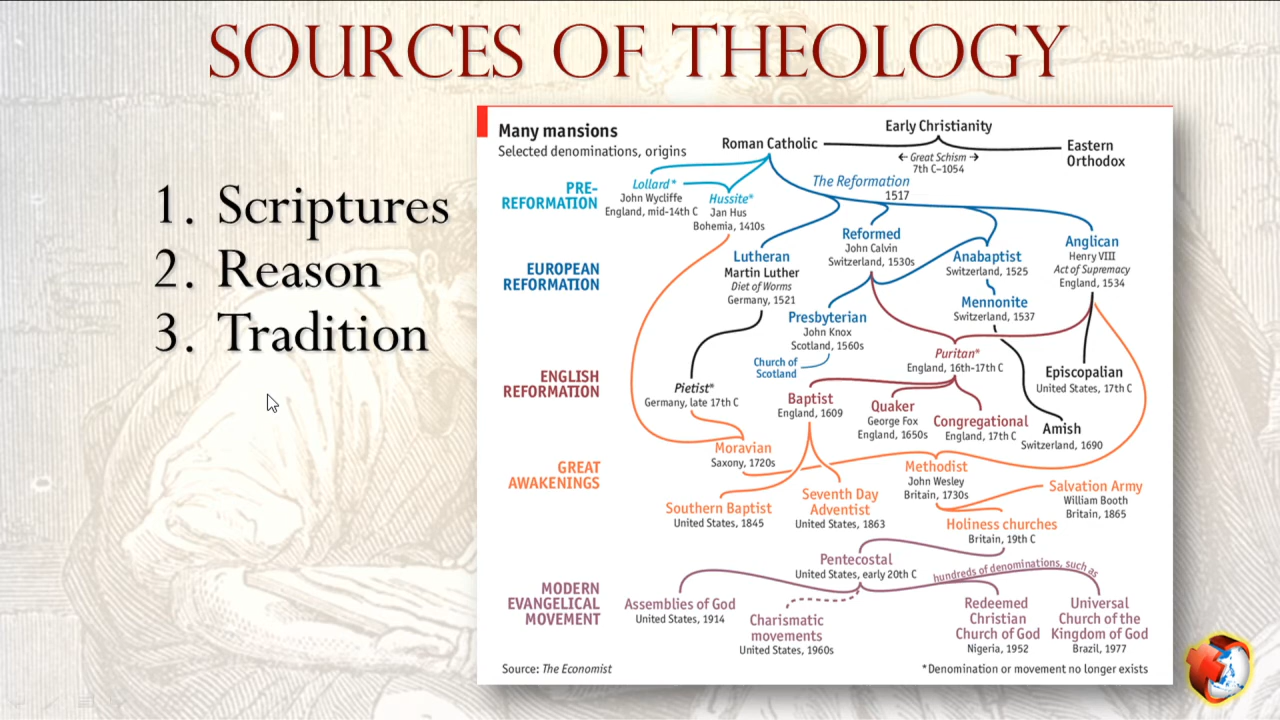 SOURCES OF THEOLOGY
1. Scriptures
2. Reason
3. Tradition
Many mansions
Selected denominations, origins
Early Christianity
Roman Catholic
← Great Schism →
7th C–1054
Eastern
Orthodox
PRE-
REFORMATION
Lollard*
John Wycliffe
England, mid-14th C
Hussite*
Jan Hus
Bohemia, 1410s
The Reformation
1517
EUROPEAN
REFORMATION
Lutheran
Martin Luther
Diet of Worms
Germany, 1521
Reformed
John Calvin
Switzerland, 1530s
Anabaptist
Switzerland, 1525
Anglican
Henry VIII
Act of Supremacy
England, 1534
Mennonite
Switzerland, 1537
Presbyterian
John Knox
Scotland, 1560s
Church of
Scotland
ENGLISH
REFORMATION
Puritan*
England, 16th-17th C
Episcopalian
United States, 17th C
Pietist*
Germany, late 17th C
Baptist
England, 1609
Quaker
George Fox
England, 1650s
Congregational
England, 17th C
Amish
Switzerland, 1690
GREAT
AWAKENINGS
Moravian
Saxony, 1720s
Methodist
John Wesley
Britain, 1730s
Salvation Army
William Booth
Britain, 1865
Southern Baptist
United States, 1845
Seventh Day
Adventist
United States, 1863
Holiness churches
Britain, 19th C
Pentecostal
United States, early 20th C
hundreds of denominations, such as
MODERN
EVANGELICAL
MOVEMENT
Assemblies of God
United States, 1914
Charismatic
movements
United States, 1960s
Redeemed
Christian
Church of God
Nigeria, 1952
Universal
Church of the
Kingdom of God
Brazil, 1977
Source: The Economist
*Denomination or movement no longer exists